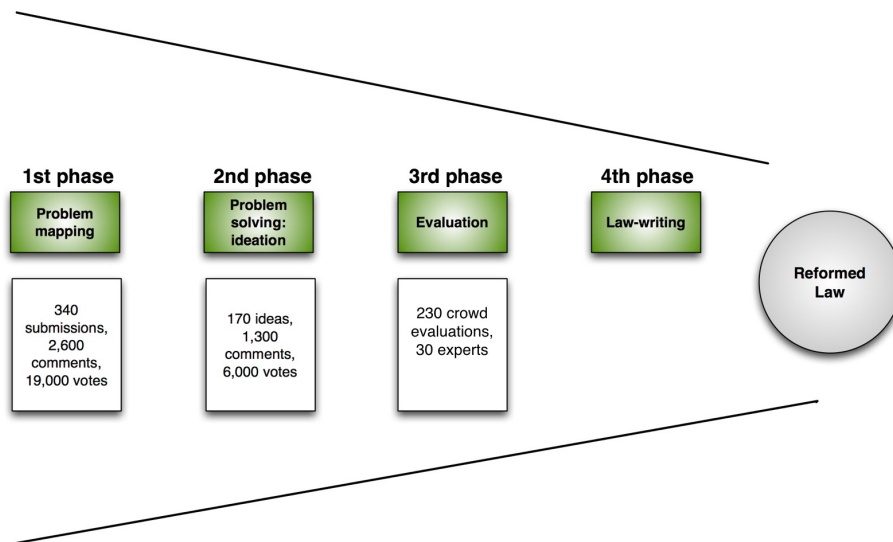 1st phase
Problem
mapping
340
submissions,
2,600
comments,
19,000 votes
2nd phase
Problem
solving:
ideation
170 ideas,
1,300
comments,
6,000 votes
3rd phase
Evaluation
230 crowd
evaluations,
30 experts
4th phase
Law-writing
Reformed
Law